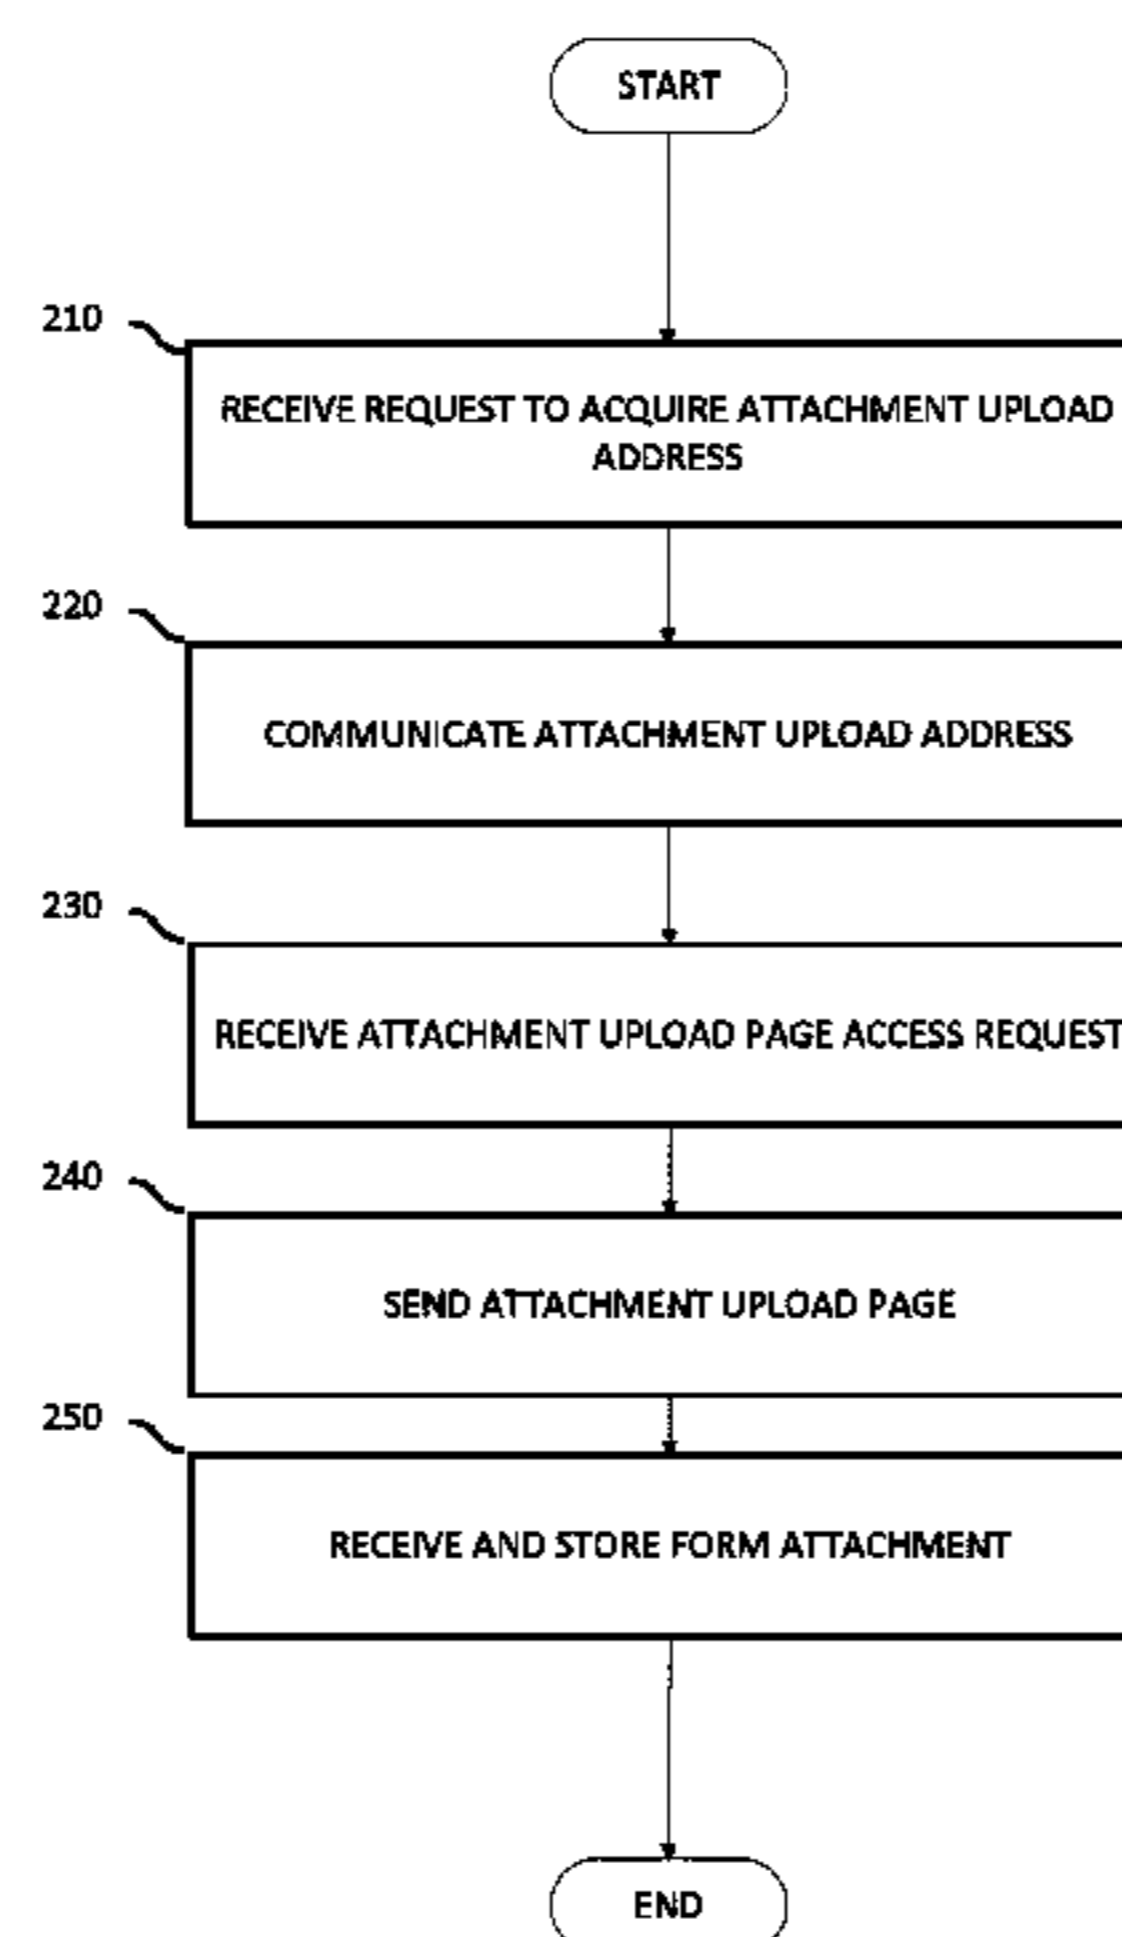 START
210
RECEIVE REQUEST TO ACQUIRE ATTACHMENT UPLOAD
ADDRESS
220
COMMUNICATE ATTACHMENT UPLOAD ADDRESS
230
RECEIVE ATTACHMENT UPLOAD PAGE ACCESS REQUEST
240
SEND ATTACHMENT UPLOAD PAGE
250
RECEIVE AND STORE FORM ATTACHMENT
END